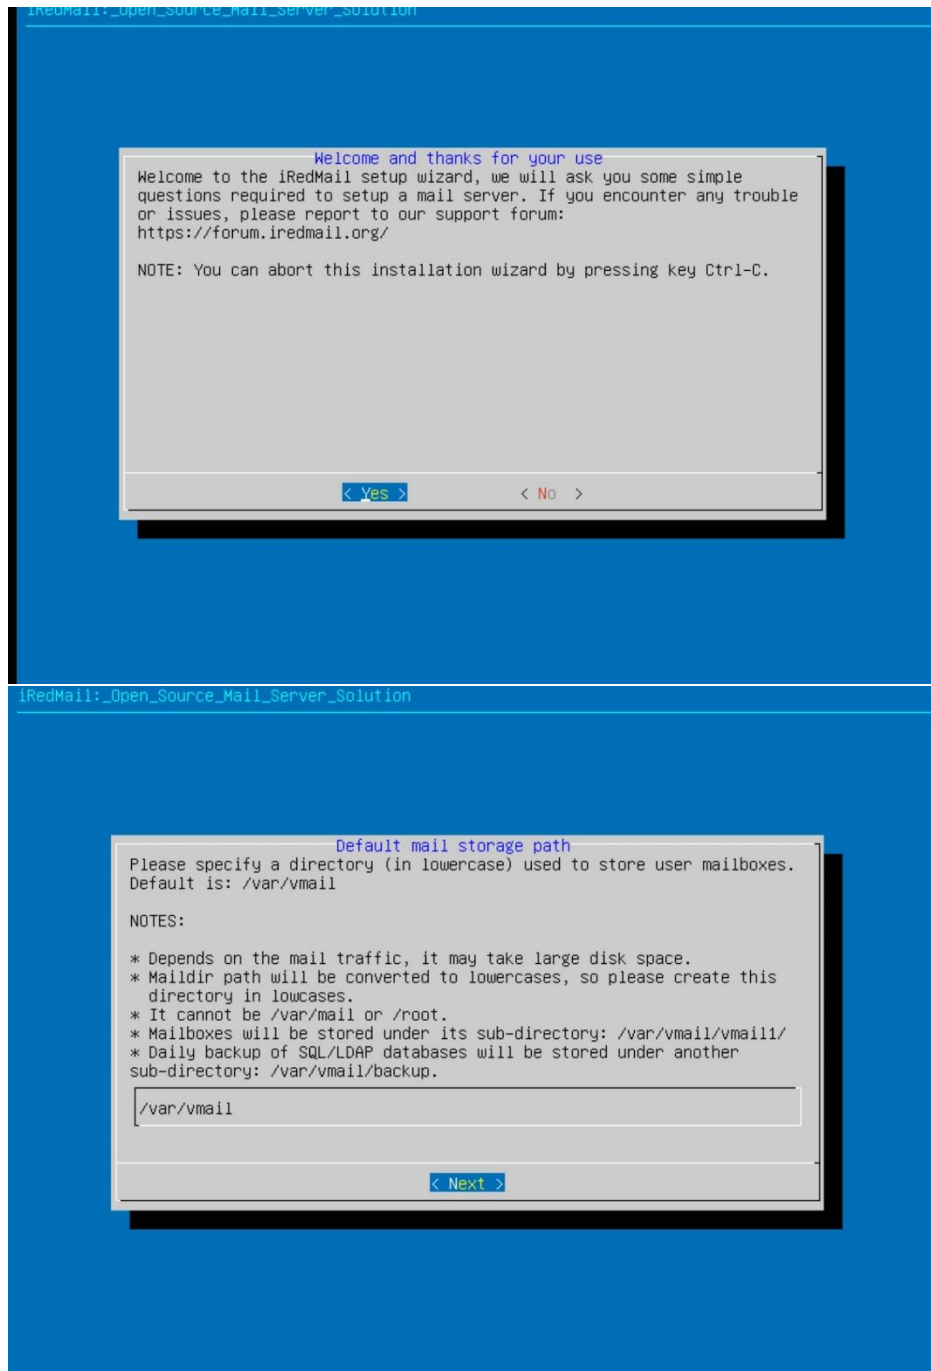 iRedMail:_Open_Source_Mail_Server_Solution
Welcome and thanks for your use
Welcome to the iRedMail setup wizard, we will ask you some simple
questions required to setup a mail server. If you encounter any trouble
or issues, please report to our support forum:
https://forum.iredmail.org/
NOTE: You can abort this installation wizard by pressing key Ctrl-C.
< Yes > < No >
iRedMail:_Open_Source_Mail_Server_Solution
Default mail storage path
Please specify a directory (in lowercase) used to store user mailboxes.
Default is: /var/vmail
NOTES:
* Depends on the mail traffic, it may take large disk space.
* Maildir path will be converted to lowercases, so please create this
directory in lowcases.
* It cannot be /var/mail or /root.
* Mailboxes will be stored under its sub-directory: /var/vmail/vmail1/
* Daily backup of SQL/LDAP databases will be stored under another
sub-directory: /var/vmail/backup.
/var/vmail
< Next >